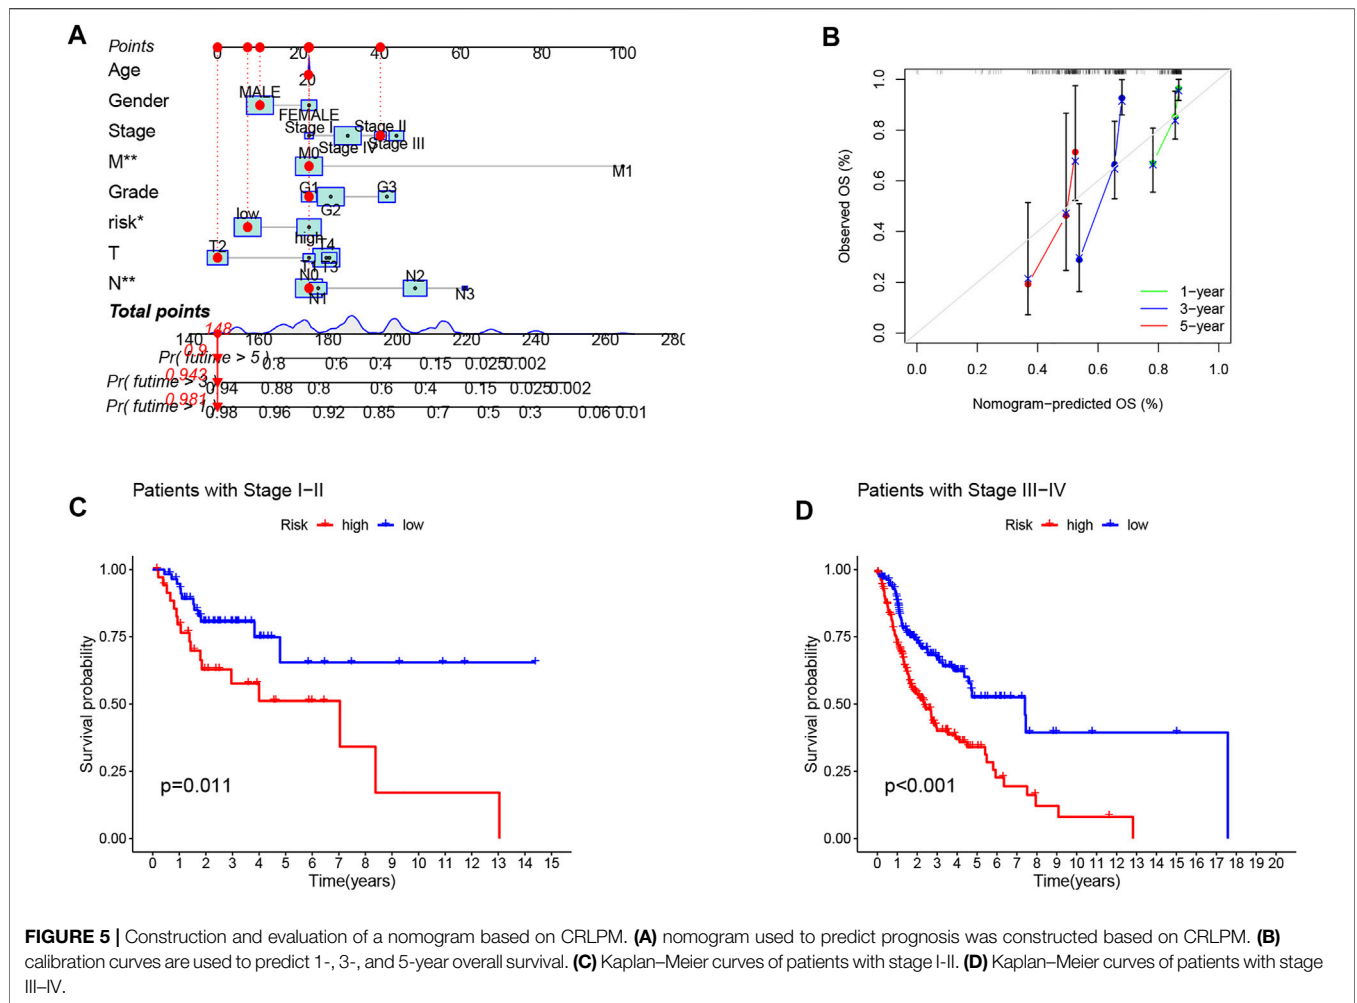 A
Points
0 20 40 60 80 100
Age
20
Gender
MALE
FEMALE
Stage
Stage I
Stage IV
Stage II
Stage III
M**
M0
M1
Grade
G1
G2
G3
risk*
low
high
T
T2
T1
T4
T3
N**
N0
N1
N2
N3
Total points
148
140 160 180 200 220 240 260 280
0.9
Pr( futime > 5 )
0.8 0.6 0.4 0.15 0.025 0.002
0.943
Pr( futime > 3
0.94 0.88 0.8 0.6 0.4 0.15 0.025 0.002
0.981
Pr( futime > 1 )
0.98 0.96 0.92 0.85 0.7 0.5 0.3 0.06 0.01
B
Observed OS (%)
1.0
0.8
0.6
0.4
0.2
0.0
1-year
3-year
5-year
0.0 0.2 0.4 0.6 0.8 1.0
Nomogram-predicted OS (%)
C
Patients with Stage I-II
Risk high low
Survival probability
1.00
0.75
0.50
0.25
0.00
p=0.011
0 1 2 3 4 5 6 7 8 9 10 11 12 13 14 15
Time(years)
D
Patients with Stage III-IV
Risk high low
Survival probability
1.00
0.75
0.50
0.25
0.00
p<0.001
0 1 2 3 4 5 6 7 8 9 10 11 12 13 14 15 16 17 18 19 20
Time(years)
FIGURE 5 | Construction and evaluation of a nomogram based on CRLPM. (A) nomogram used to predict prognosis was constructed based on CRLPM. (B)
calibration curves are used to predict 1-, 3-, and 5-year overall survival. (C) Kaplan–Meier curves of patients with stage I-II. (D) Kaplan–Meier curves of patients with stage
III–IV.